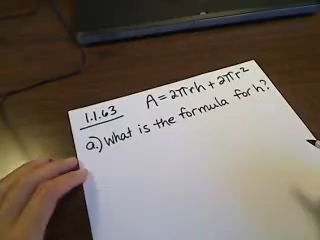 1.1.63 A=2πrh+2πr²
a.) What is the formula for h?